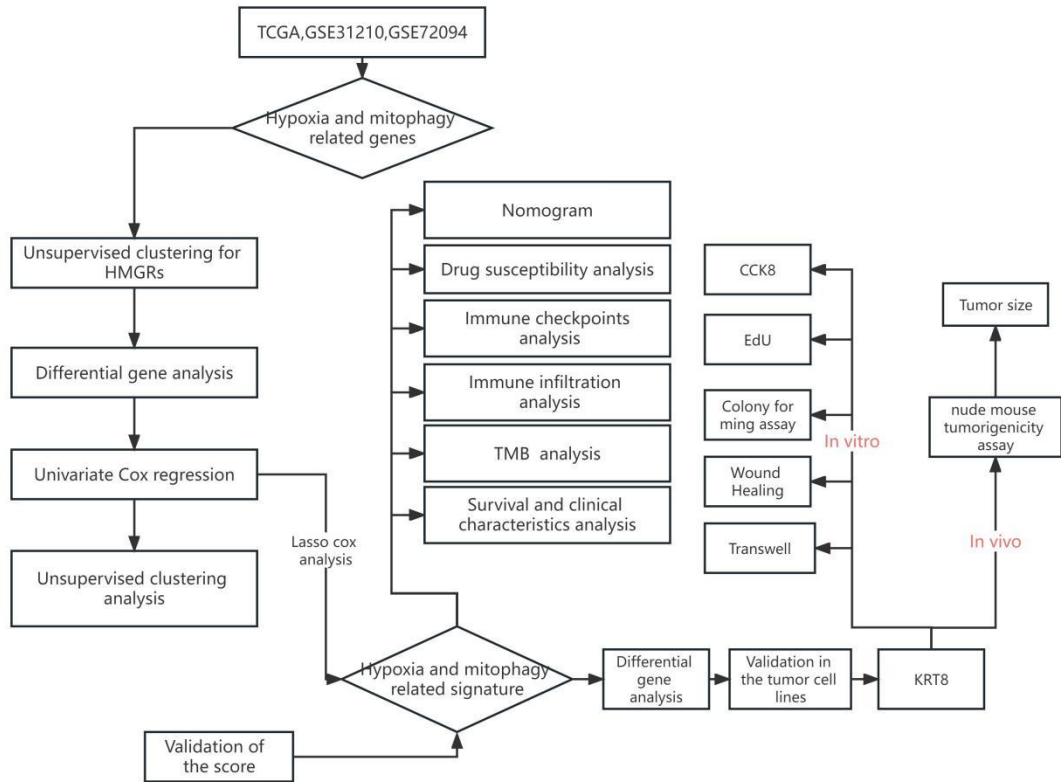 TCGA,GSE31210,GSE72094
Hypoxia and mitophagy
related genes
Unsupervised clustering for
HMGRs
Differential gene analysis
Univariate Cox regression
Unsupervised clustering
analysis
Lasso cox
analysis
Nomogram
Drug susceptibility analysis
Immune checkpoints
analysis
Immune infiltration
analysis
TMB analysis
Survival and clinical
characteristics analysis
CCK8
EdU
Colony for
ming assay
Wound
Healing
Transwell
In vitro
Tumor size
nude mouse
tumorigenicity
assay
In vivo
Hypoxia and mitophagy
related signature
Differential
gene
analysis
Validation in
the tumor cell
lines
KRT8
Validation of
the score